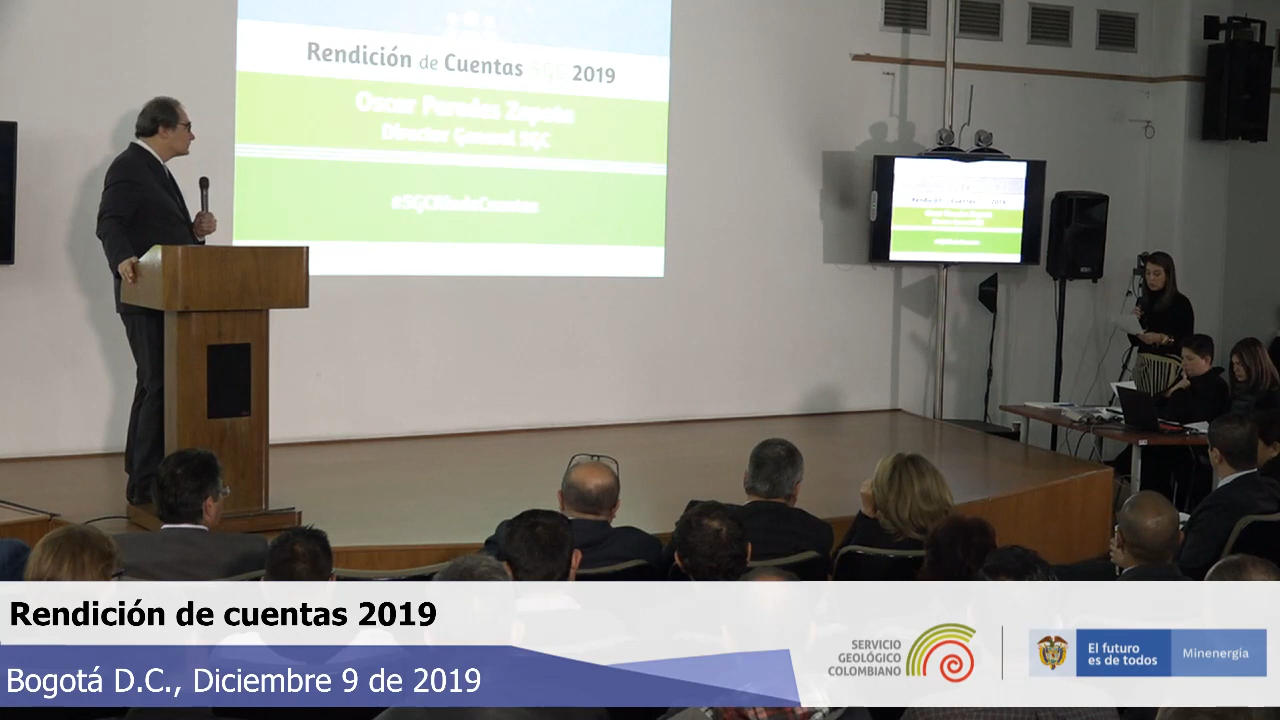 Rendición de Cuentas SGC 2019
Oscar Paredes Zapata
Director General SGC
Rendición de cuentas 2019
Bogotá D.C., Diciembre 9 de 2019
SERVICIO
GEOLÓGICO
COLOMBIANO
El futuro
es de todos
Minenergía